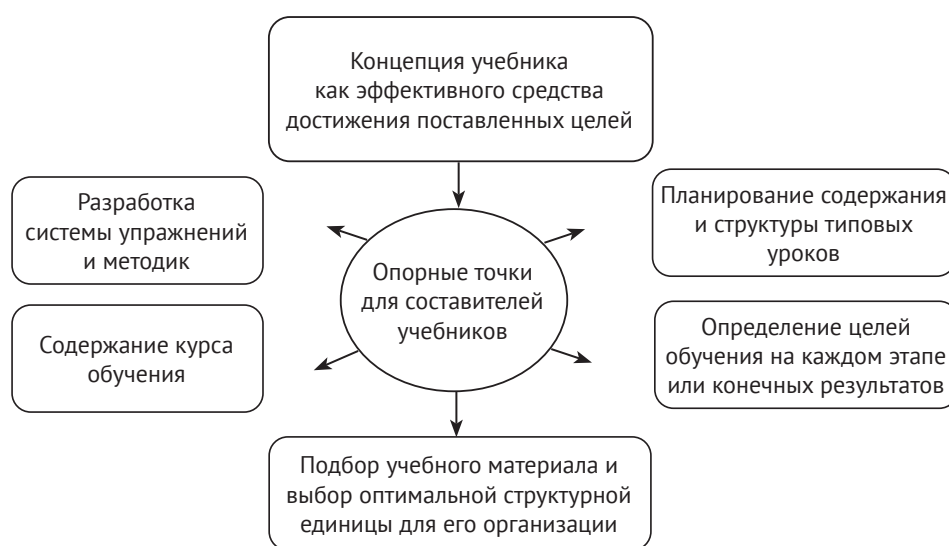 Концепция учебника
как эффективного средства
достижения поставленных целей
Разработка
системы упражнений
и методик
Планирование содержания
и структуры типовых
уроков
Опорные точки
для составителей
учебников
Содержание курса
обучения
Определение целей
обучения на каждом этапе
или конечных результатов
Подбор учебного материала и
выбор оптимальной структурной
единицы для его организации